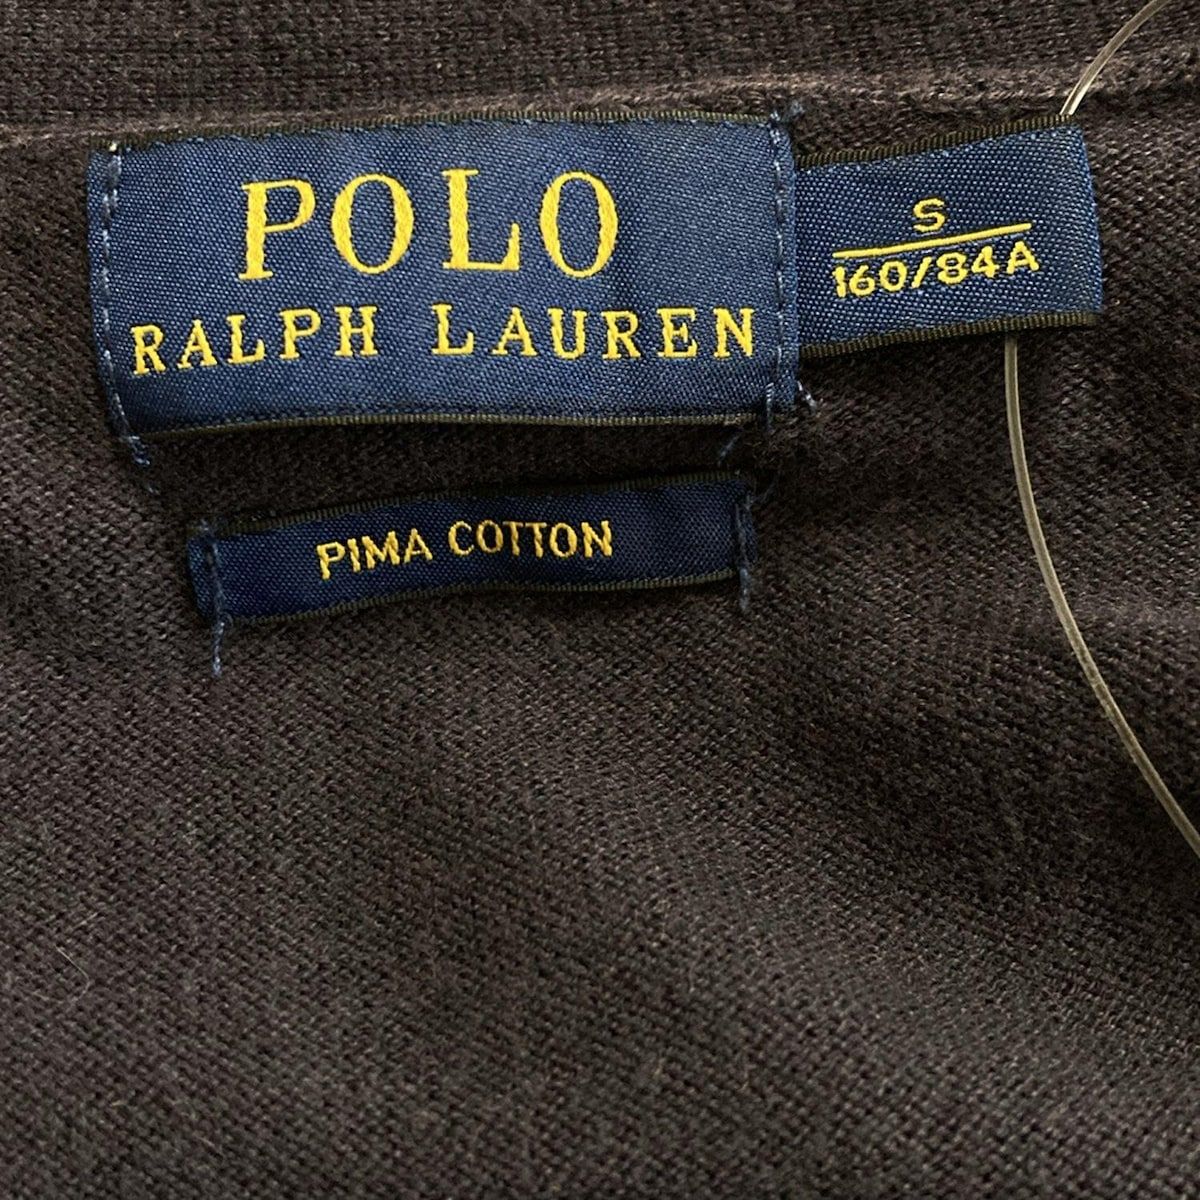 POLO
RALPH LAUREN
S
160/84A
PIMA COTTON